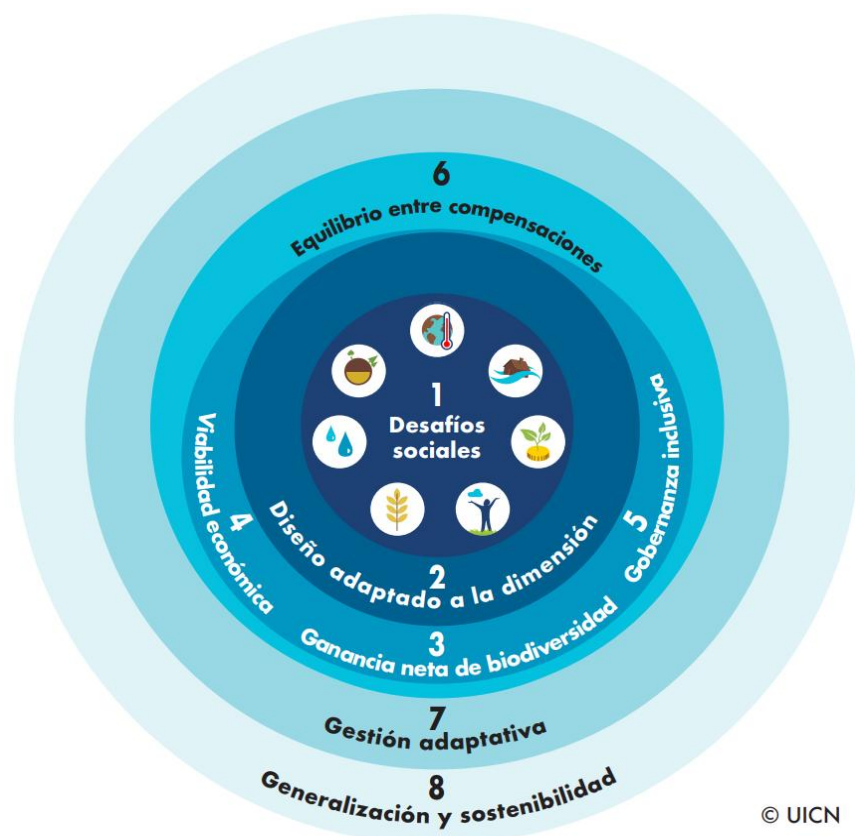 6
Equilibrio entre compensaciones
1
Desafíos
sociales
Viabilidad económica
4
5
Gobernanza inclusiva
2
Diseño adaptado a la dimensión
3
Ganancia neta de biodiversidad
7
Gestión adaptativa
8
Generalización y sostenibilidad
© UICN